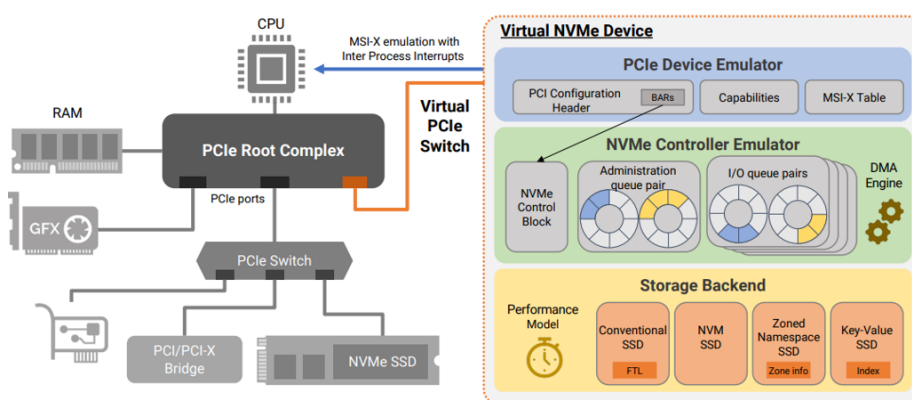 CPU
MSI-X emulation with
Inter Process Interrupts
RAM
PCIe Root Complex
Virtual
PCIe
Switch
PCIe ports
GFX
PCIe Switch
PCI/PCI-X
Bridge
NVMe SSD
Virtual NVMe Device
PCIe Device Emulator
PCI Configuration
Header
BARs
Capabilities
MSI-X Table
NVMe Controller Emulator
NVMe
Control
Block
Administration
queue pair
I/O queue pairs
DMA
Engine
Storage Backend
Performance
Model
Conventional
SSD
FTL
NVM
SSD
Zoned
Namespace
SSD
Zone info
Key-Value
SSD
Index